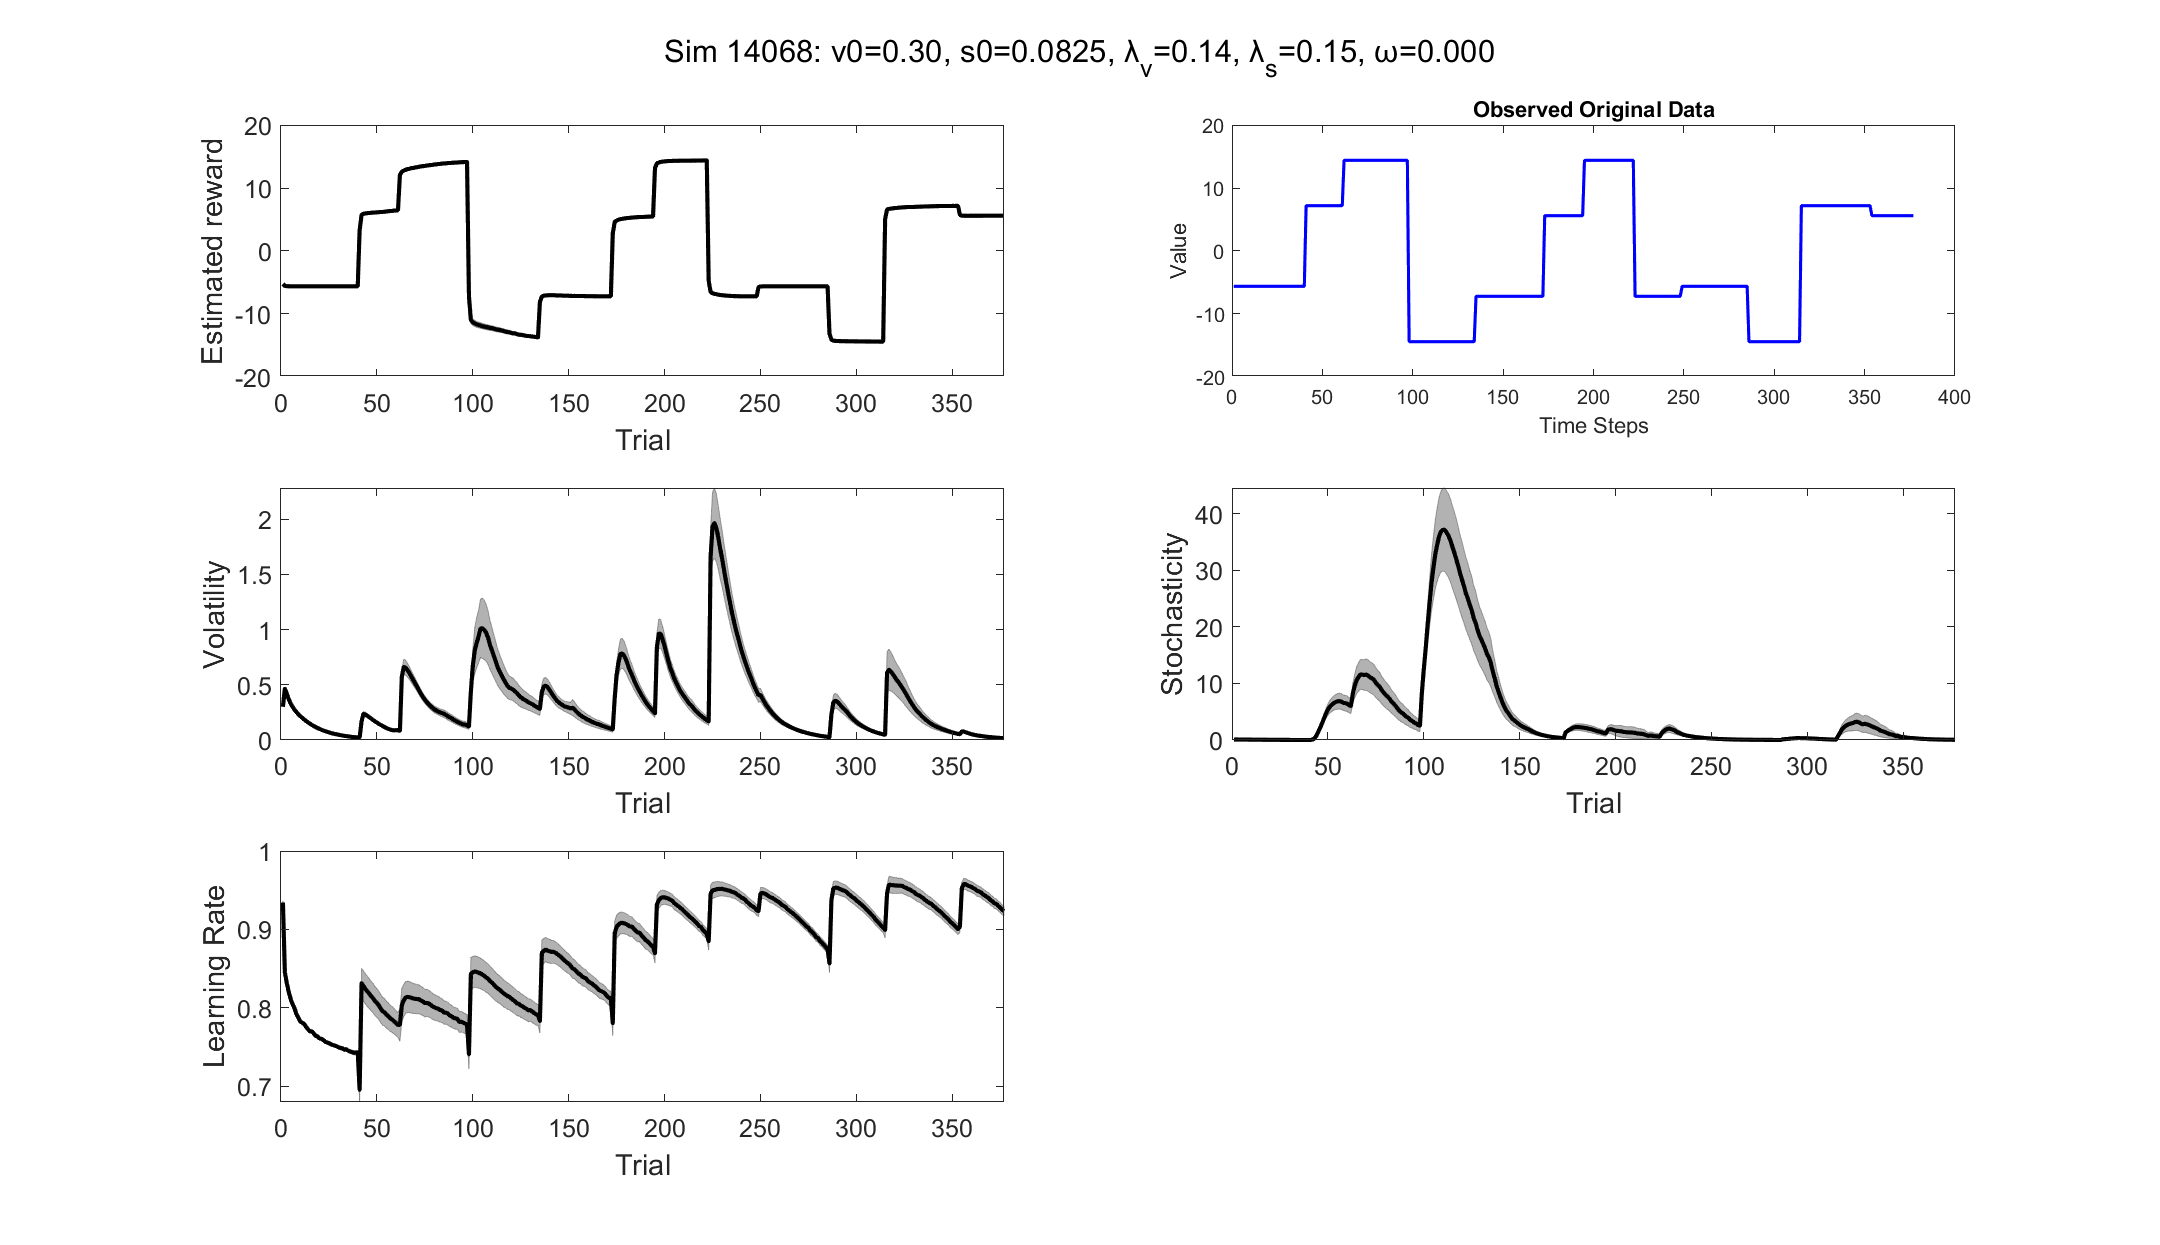 Sim 14068: v0=0.30, s0=0.0825, λv=0.14, λs=0.15, ω=0.000
Estimated reward
20
10
0
-10
-20
0 50 100 150 200 250 300 350
Trial
Observed Original Data
Value
20
10
0
-10
-20
0 50 100 150 200 250 300 350 400
Time Steps
Volatility
2
1.5
1
0.5
0
0 50 100 150 200 250 300 350
Trial
Stochasticity
40
30
20
10
0
0 50 100 150 200 250 300 350
Trial
Learning Rate
1
0.9
0.8
0.7
0 50 100 150 200 250 300 350
Trial